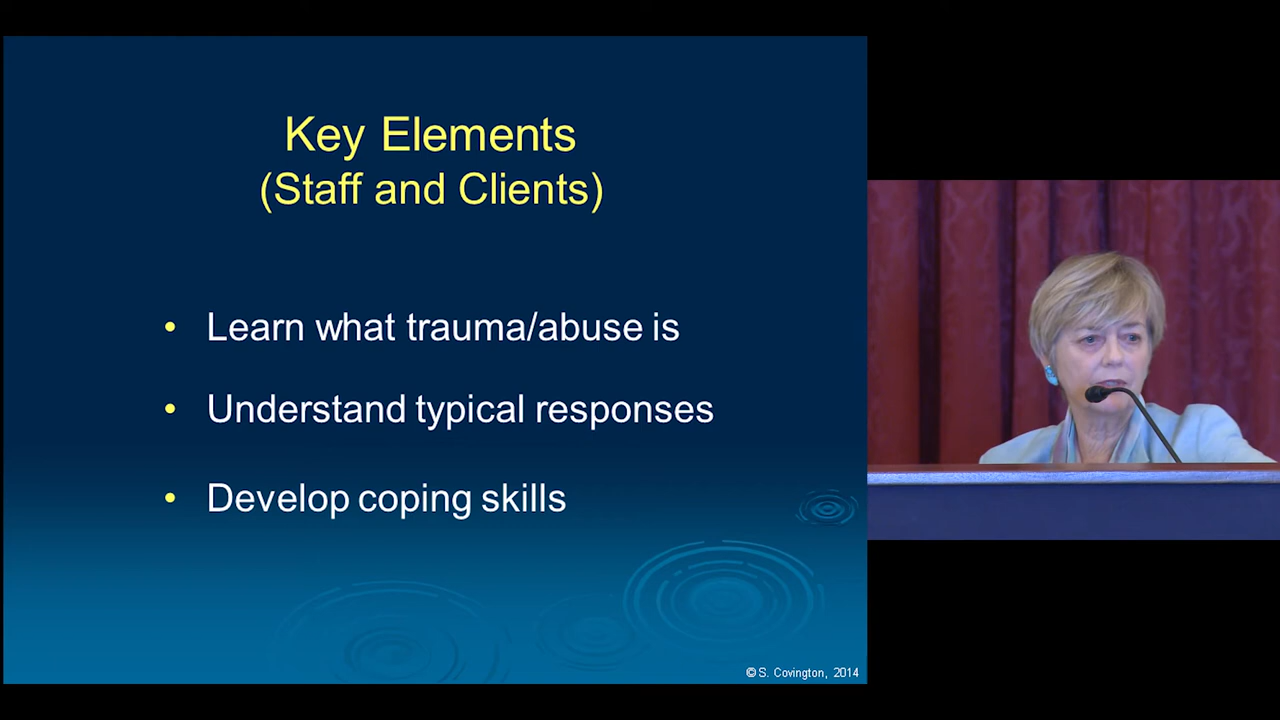 Key Elements
(Staff and Clients)
• Learn what trauma/abuse is
• Understand typical responses
• Develop coping skills
© S. Covington, 2014